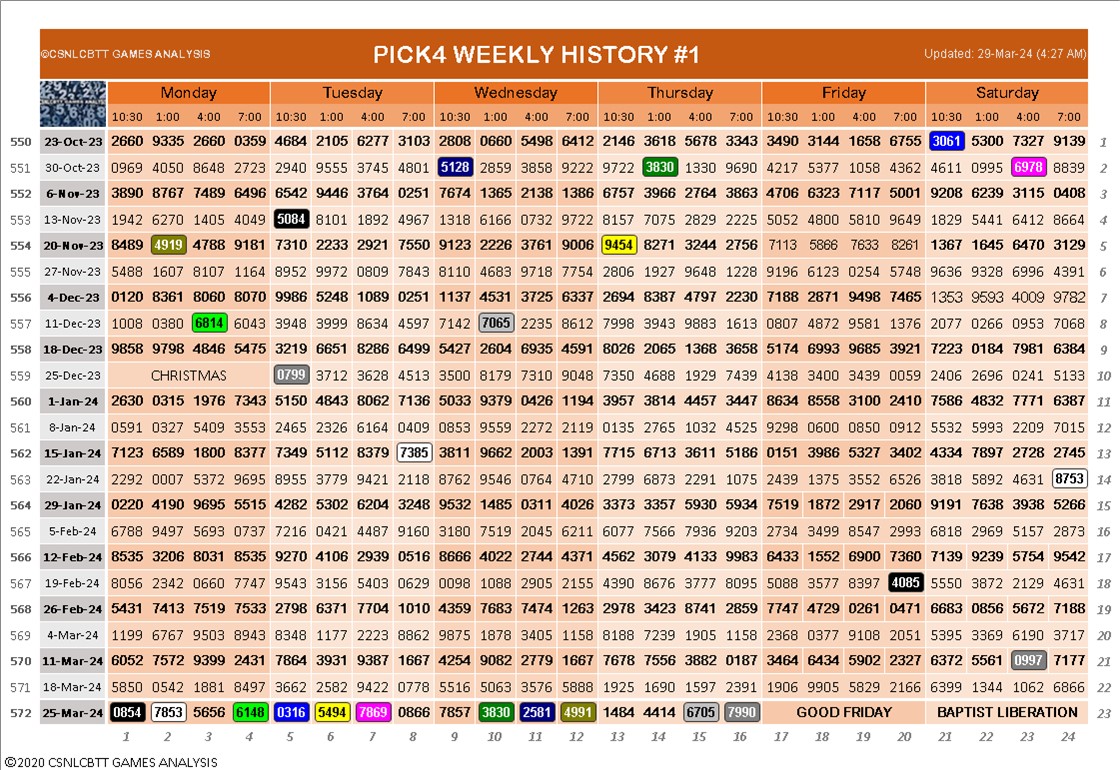 ©CSNLCBTT GAMES ANALYSIS PICK4 WEEKLY HISTORY #1 Updated: 29-Mar-24 (4:27 AM)
Monday Tuesday Wednesday Thursday Friday Saturday
10:30 1:00 4:00 7:00 10:30 1:00 4:00 7:00 10:30 1:00 4:00 7:00 10:30 1:00 4:00 7:00 10:30 1:00 4:00 7:00 10:30 1:00 4:00 7:00
550 23-Oct-23 2660 9335 2660 0359 4684 2105 6277 3103 2808 0660 5498 6412 2146 3618 5678 3343 3490 3144 1658 6755 3061 5300 7327 9139 1
551 30-Oct-23 0969 4050 8648 2723 2940 9555 3745 4801 5128 2859 3858 9222 9722 3830 1330 9690 4217 5377 1058 4362 4611 0995 6978 8839 2
552 6-Nov-23 3890 8767 7489 6496 6542 9446 3764 0251 7674 1365 2138 1386 6757 3966 2764 3863 4706 6323 7117 5001 9208 6239 3115 0408 3
553 13-Nov-23 1942 6270 1405 4049 5084 8101 1892 4967 1318 6166 0732 9722 8157 7075 2829 2225 5052 4800 5810 9649 1829 5441 6412 8664 4
554 20-Nov-23 8489 4919 4788 9181 7310 2233 2921 7550 9123 2226 3761 9006 9454 8271 3244 2756 7113 5866 7633 8261 1367 1645 6470 3129 5
555 27-Nov-23 5488 1607 8107 1164 8952 9972 0809 7843 8110 4683 9718 7754 2806 1927 9648 1228 9196 6123 0254 5748 9636 9328 6996 4391 6
556 4-Dec-23 0120 8361 8060 8070 9986 5248 1089 0251 1137 4531 3725 6337 2694 8387 4797 2230 7188 2871 9498 7465 1353 9593 4009 9782 7
557 11-Dec-23 1008 0380 6814 6043 3948 3999 8634 4597 7142 7065 2235 8612 7998 3943 9883 1613 0807 4872 9581 1376 2077 0266 0953 7068 8
558 18-Dec-23 9858 9798 4846 5475 3219 6651 8286 6499 5427 2604 6935 4591 8026 2065 1368 3658 5174 6993 9685 3921 7223 0184 7981 6384 9
559 25-Dec-23 CHRISTMAS 0799 3712 3628 4513 3500 8179 7310 9048 7350 4688 1929 7439 4138 3400 3439 0059 2406 2696 0241 5133 10
560 1-Jan-24 2630 0315 1976 7343 5150 4843 8062 7136 5033 9379 0426 1194 3957 3814 4457 3447 8634 8558 3100 2410 7586 4832 7771 6387 11
561 8-Jan-24 0591 0327 5409 3553 2465 2326 6164 0409 0853 9559 2272 2119 0135 2765 1032 4525 9298 0600 0850 0912 5532 5993 2209 7015 12
562 15-Jan-24 7123 6589 1800 8377 7349 5112 8379 7385 3811 9662 2003 1391 7715 6713 3611 5186 0151 3986 5327 3402 4334 7897 2728 2745 13
563 22-Jan-24 2292 0007 5372 9695 8955 3779 9421 2118 8762 9546 0764 4710 2799 6873 2291 1075 2439 1375 3552 6526 3818 5892 4631 8753 14
564 29-Jan-24 0220 4190 9695 5515 4282 5302 6204 3248 9532 1485 0311 4026 3373 3357 5930 5934 7519 1872 2917 2060 9191 7638 3938 5266 15
565 5-Feb-24 6788 9497 5693 0737 7216 0421 4487 9160 3180 7519 2045 6211 6077 7566 7936 9203 2734 3499 8547 2993 6818 2969 5157 2873 16
566 12-Feb-24 8535 3206 8031 8535 9270 4106 2939 0516 8666 4022 2744 4371 4562 3079 4133 9983 6433 1552 6900 7360 7139 9239 5754 9542 17
567 19-Feb-24 8056 2342 0660 7747 9543 3156 5403 0629 0098 1088 2905 2155 4390 8676 3777 8095 5088 3577 8397 4085 5550 3872 2129 4631 18
568 26-Feb-24 5431 7413 7519 7533 2798 6371 7704 1010 4359 7683 7474 1263 2978 3423 8741 2859 7747 4729 0261 0471 6683 0856 5672 7188 19
569 4-Mar-24 1199 6767 9503 8943 8348 1177 2223 8862 9875 1878 3405 1158 8188 7239 1905 1158 2368 0377 9108 2051 5395 3369 6190 3717 20
570 11-Mar-24 6052 7572 9399 2431 7864 3931 9387 1667 4254 9082 2779 1667 7678 7556 3882 0187 3464 6434 5902 2327 6372 5561 0997 7177 21
571 18-Mar-24 5850 0542 1881 8497 3662 2582 9422 0778 5516 5063 3576 5888 1925 1690 1597 2391 1906 9905 5829 2166 6399 1344 1062 6866 22
572 25-Mar-24 0854 7853 5656 6148 0316 5494 7869 0866 7857 3830 2581 4991 1484 4414 6705 7990 GOOD FRIDAY BAPTIST LIBERATION 23
1 2 3 4 5 6 7 8 9 10 11 12 13 14 15 16 17 18 19 20 21 22 23 24
©2020 CSNLCBTT GAMES ANALYSIS